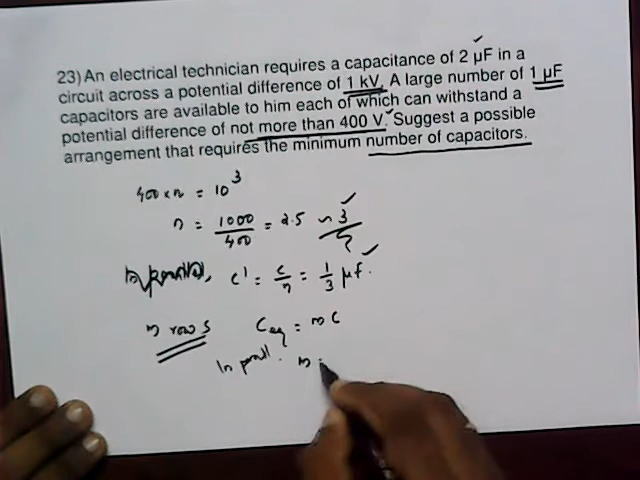 23) An electrical technician requires a capacitance of 2 μF in a
circuit across a potential difference of 1 kV. A large number of 1 μF
capacitors are available to him each of which can withstand a
potential difference of not more than 400 V. Suggest a possible
arrangement that requires the minimum number of capacitors.
400 × n = 10³
n = 1000/400 = 2.5 ~ 3
C' = C/n = 1/3 μF.
m rows Ceq = mC
In parall. m =